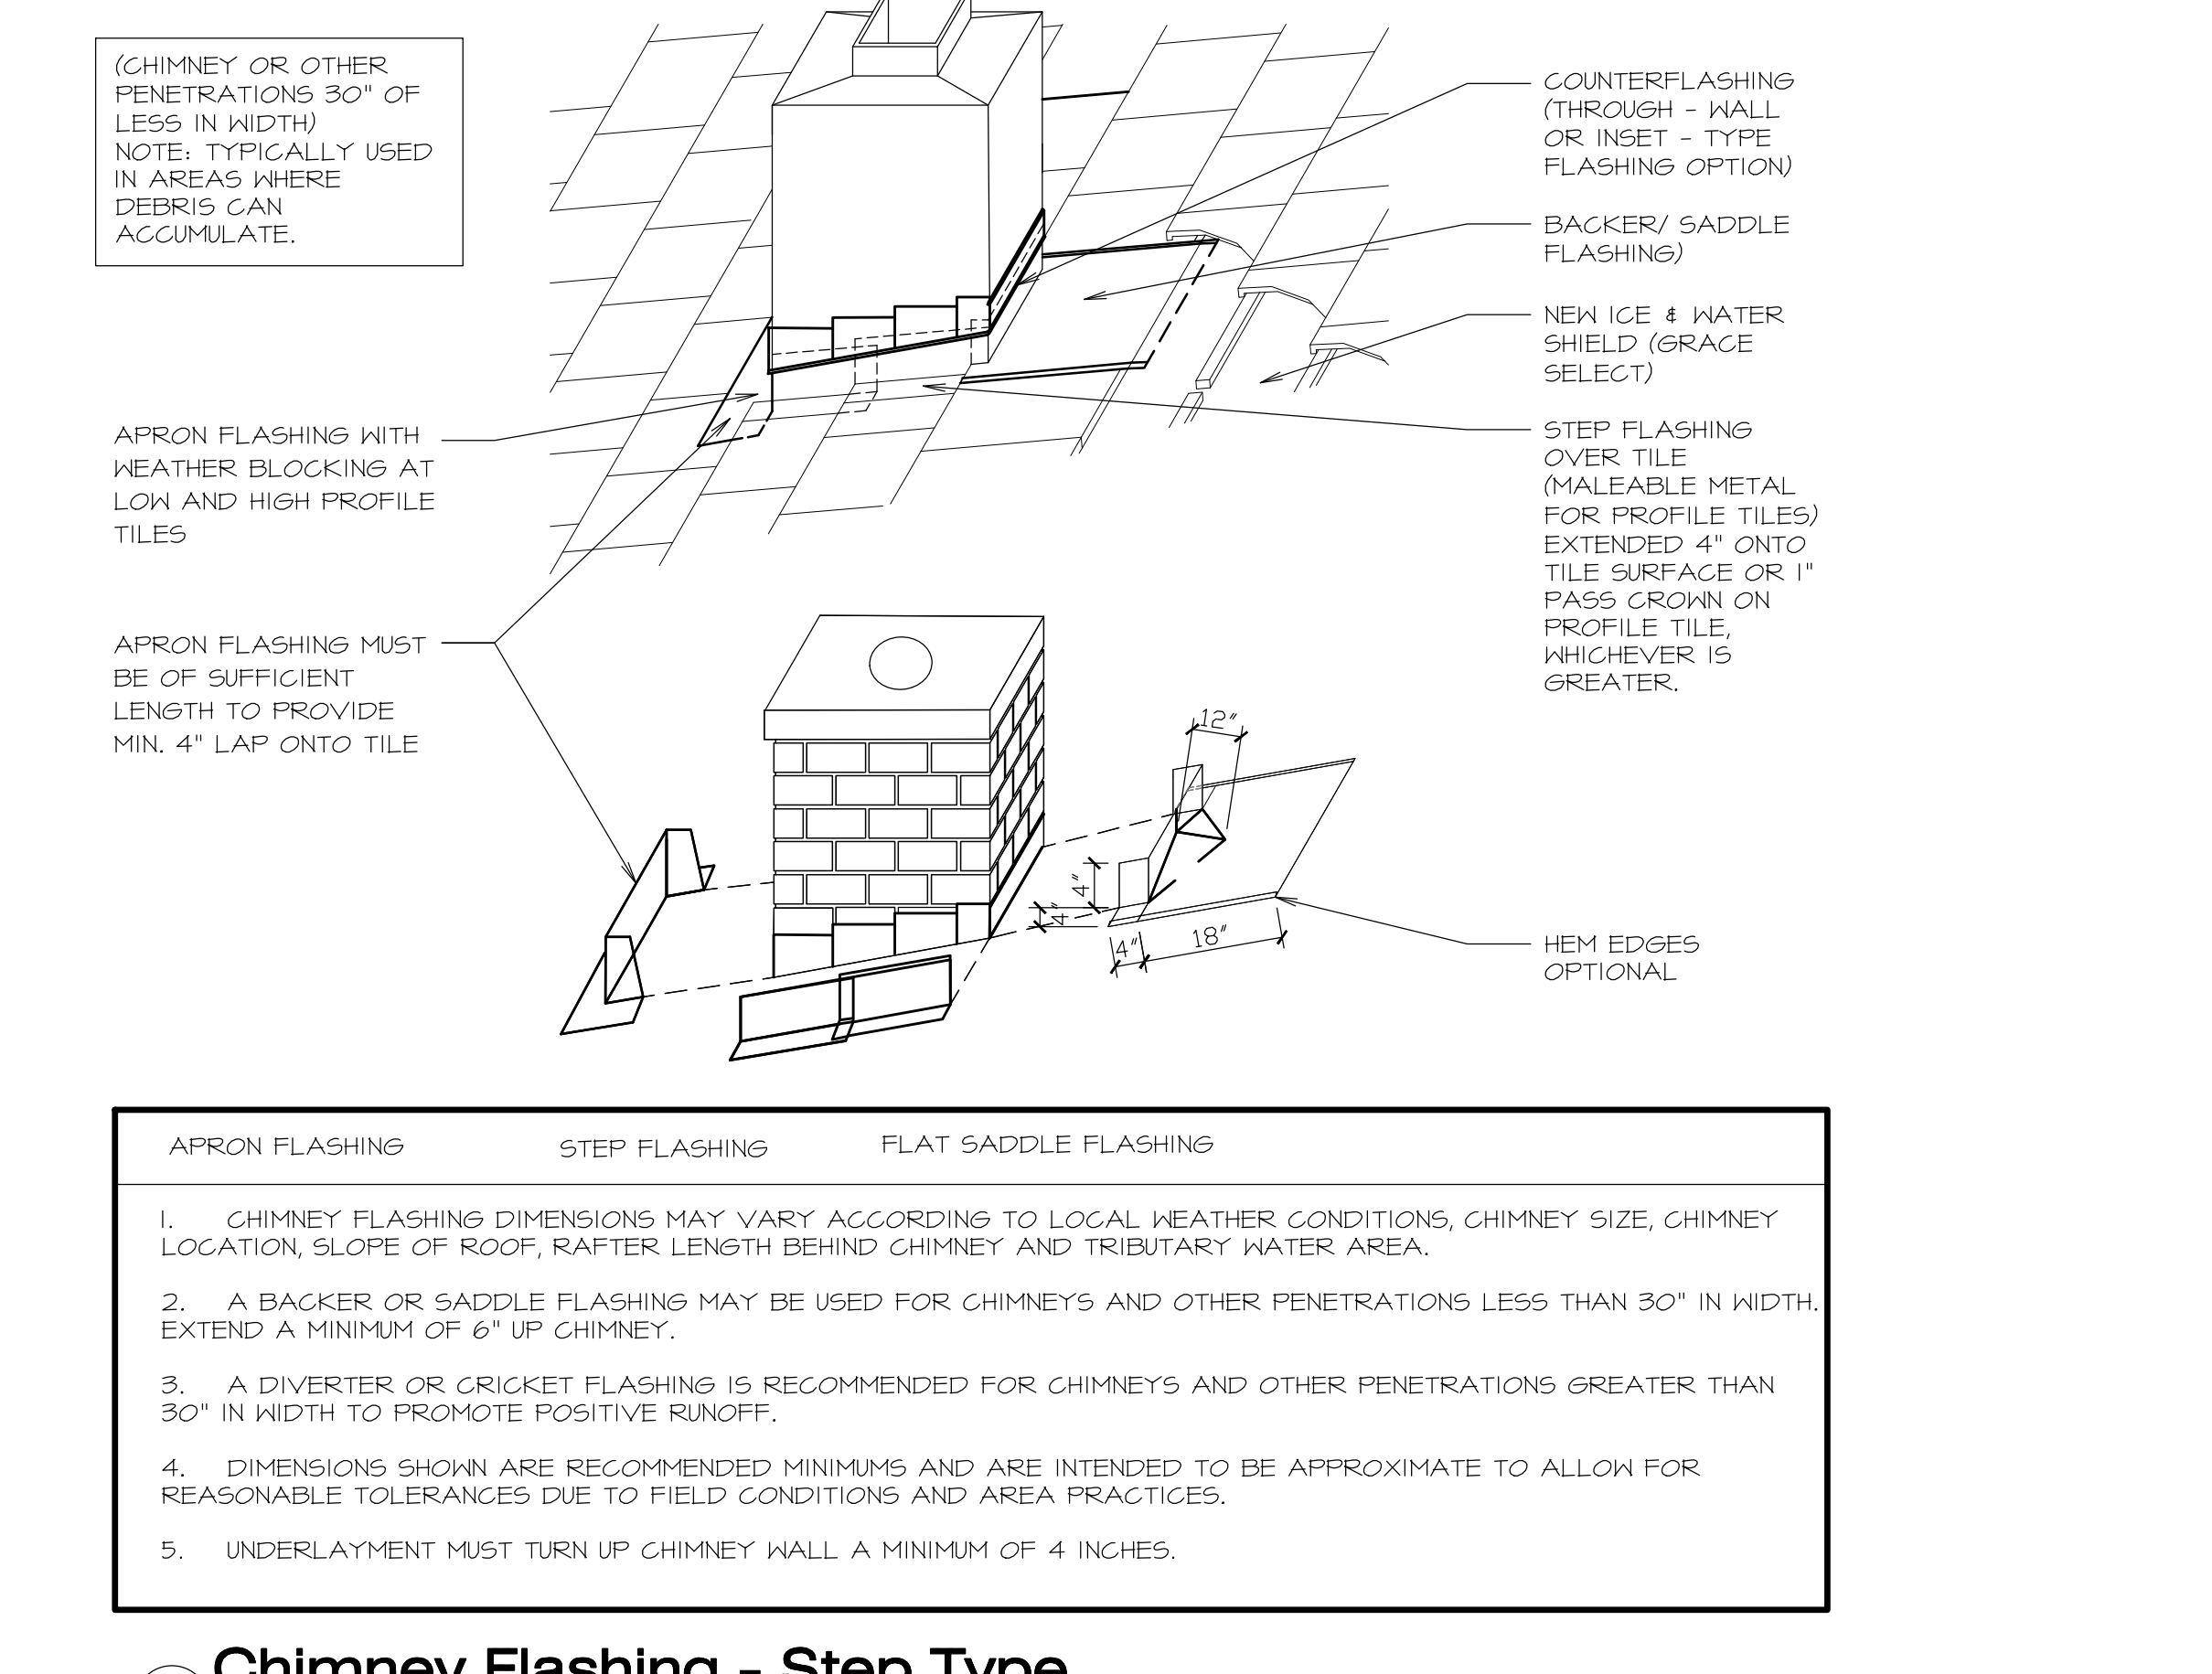 (CHIMNEY OR OTHER
PENETRATIONS 30" OF
LESS IN WIDTH)
NOTE: TYPICALLY USED
IN AREAS WHERE
DEBRIS CAN
ACCUMULATE.
APRON FLASHING WITH
WEATHER BLOCKING AT
LOW AND HIGH PROFILE
TILES
APRON FLASHING MUST
BE OF SUFFICIENT
LENGTH TO PROVIDE
MIN. 4" LAP ONTO TILE
COUNTERFLASHING
(THROUGH - WALL
OR INSET - TYPE
FLASHING OPTION)
BACKER/ SADDLE
FLASHING)
NEW ICE & WATER
SHIELD (GRACE
SELECT)
STEP FLASHING
OVER TILE
(MALEABLE METAL
FOR PROFILE TILES)
EXTENDED 4" ONTO
TILE SURFACE OR 1"
PASS CROWN ON
PROFILE TILE,
WHICHEVER IS
GREATER.
12"
4"
4"
4"
18"
HEM EDGES
OPTIONAL
APRON FLASHING
STEP FLASHING
FLAT SADDLE FLASHING
1. CHIMNEY FLASHING DIMENSIONS MAY VARY ACCORDING TO LOCAL WEATHER CONDITIONS, CHIMNEY SIZE, CHIMNEY
LOCATION, SLOPE OF ROOF, RAFTER LENGTH BEHIND CHIMNEY AND TRIBUTARY WATER AREA.
2. A BACKER OR SADDLE FLASHING MAY BE USED FOR CHIMNEYS AND OTHER PENETRATIONS LESS THAN 30" IN WIDTH.
EXTEND A MINIMUM OF 6" UP CHIMNEY.
3. A DIVERTER OR CRICKET FLASHING IS RECOMMENDED FOR CHIMNEYS AND OTHER PENETRATIONS GREATER THAN
30" IN WIDTH TO PROMOTE POSITIVE RUNOFF.
4. DIMENSIONS SHOWN ARE RECOMMENDED MINIMUMS AND ARE INTENDED TO BE APPROXIMATE TO ALLOW FOR
REASONABLE TOLERANCES DUE TO FIELD CONDITIONS AND AREA PRACTICES.
5. UNDERLAYMENT MUST TURN UP CHIMNEY WALL A MINIMUM OF 4 INCHES.
Chimney Flashing - Step Type